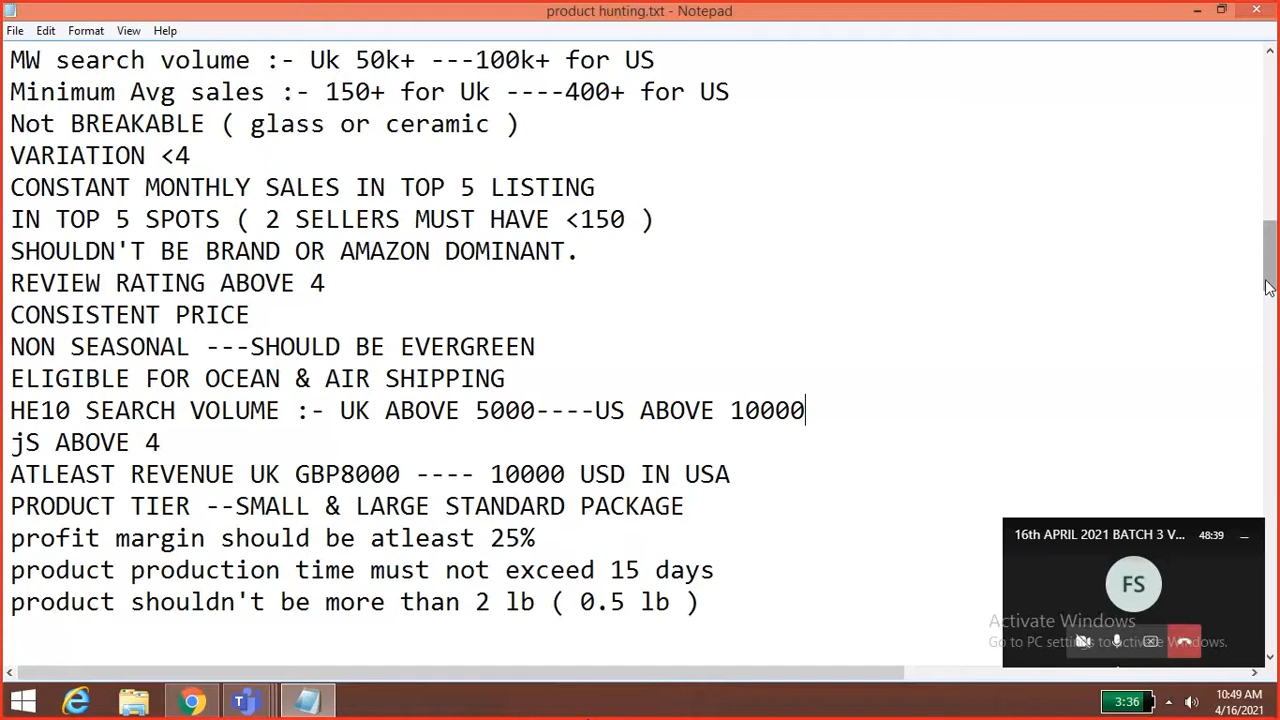 product hunting.txt - Notepad
File Edit Format View Help
MW search volume :- Uk 50k+ ---100k+ for US
Minimum Avg sales :- 150+ for Uk ----400+ for US
Not BREAKABLE ( glass or ceramic )
VARIATION <4
CONSTANT MONTHLY SALES IN TOP 5 LISTING
IN TOP 5 SPOTS ( 2 SELLERS MUST HAVE <150 )
SHOULDN'T BE BRAND OR AMAZON DOMINANT.
REVIEW RATING ABOVE 4
CONSISTENT PRICE
NON SEASONAL ---SHOULD BE EVERGREEN
ELIGIBLE FOR OCEAN & AIR SHIPPING
HE10 SEARCH VOLUME :- UK ABOVE 5000----US ABOVE 10000
jS ABOVE 4
ATLEAST REVENUE UK GBP8000 ---- 10000 USD IN USA
PRODUCT TIER --SMALL & LARGE STANDARD PACKAGE
profit margin should be atleast 25%
product production time must not exceed 15 days
product shouldn't be more than 2 lb ( 0.5 lb )
16th APRIL 2021 BATCH 3 V... 48:39
FS
Activate Windows
Go to PC settings to activate Windows.
3:36
10:49 AM
4/16/2021